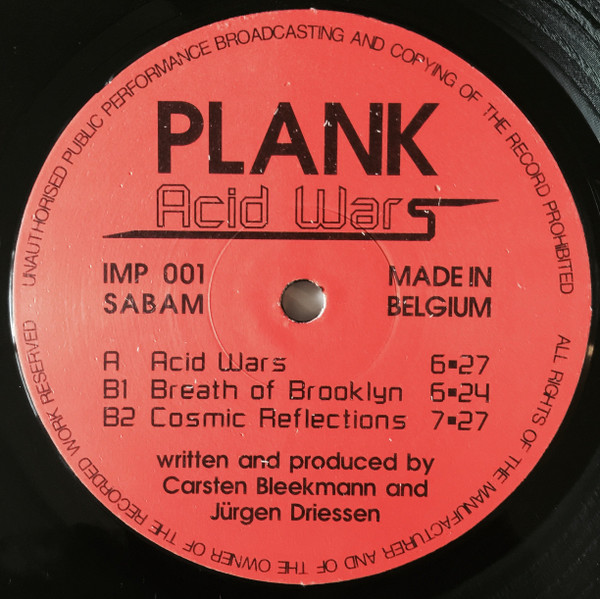 PLANK
Acid Wars
IMP 001
SABAM
MADE IN
BELGIUM
A Acid Wars 6▪27
B1 Breath of Brooklyn 6▪24
B2 Cosmic Reflections 7▪27
written and produced by
Carsten Bleekmann and
Jürgen Driessen
ALL RIGHTS OF THE MANUFACTURER AND OF THE OWNER OF THE RECORDED WORK RESERVED
UNAUTHORISED PUBLIC PERFORMANCE BROADCASTING AND COPYING OF THE RECORD PROHIBITED